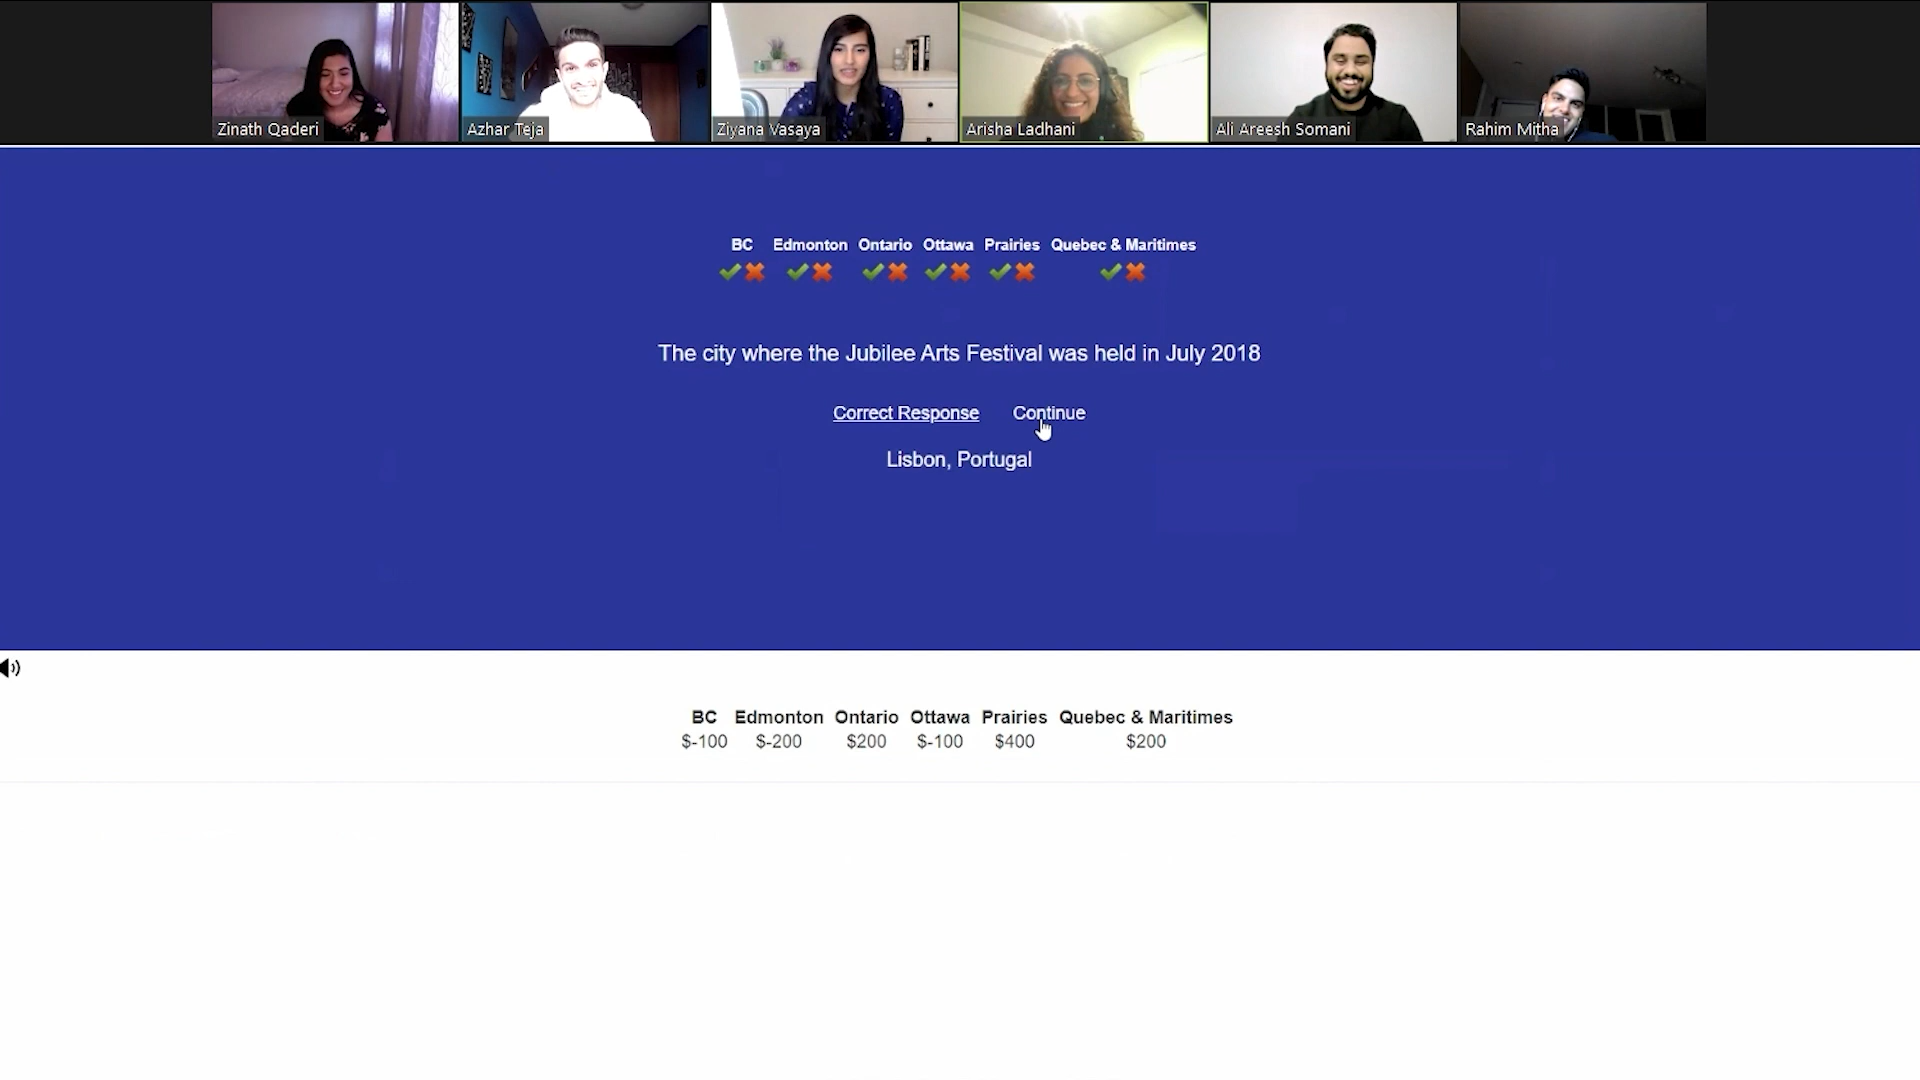 Zinath Qaderi
Azhar Teja
Ziyana Vasaya
Arisha Ladhani
Ali Areesh Somani
Rahim Mitha
BC Edmonton Ontario Ottawa Prairies Quebec & Maritimes
The city where the Jubilee Arts Festival was held in July 2018
Correct Response Continue
Lisbon, Portugal
BC Edmonton Ontario Ottawa Prairies Quebec & Maritimes
$-100 $-200 $200 $-100 $400 $200